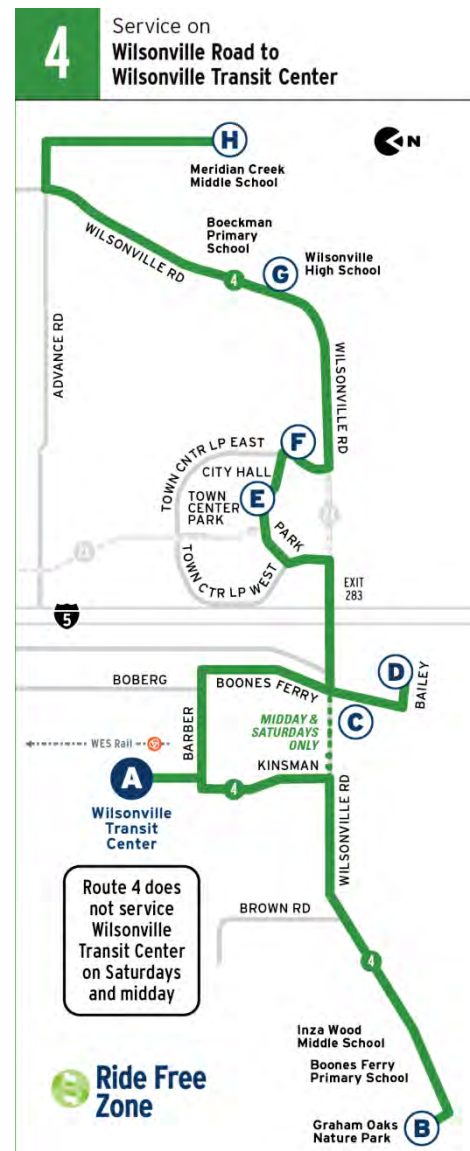 4
Service on
Wilsonville Road to
Wilsonville Transit Center
N
H
Meridian Creek
Middle School
WILSONVILLE RD
Boeckman
Primary
School
4
G
Wilsonville
High School
ADVANCE RD
WILSONVILLE RD
TOWN CNTR LP EAST
F
CITY HALL
E
TOWN
CENTER
PARK
PARK
TOWN CTR LP WEST
EXIT
283
5
D
BAILEY
BOBERG
BOONES FERRY
C
BARBER
MIDDAY &
SATURDAYS
ONLY
WES Rail
KINSMAN
A
4
Wilsonville
Transit
Center
WILSONVILLE RD
Route 4 does
not service
Wilsonville
Transit Center
on Saturdays
and midday
BROWN RD
4
Inza Wood
Middle School
Boones Ferry
Primary School
Ride Free
Zone
Graham Oaks
Nature Park
B